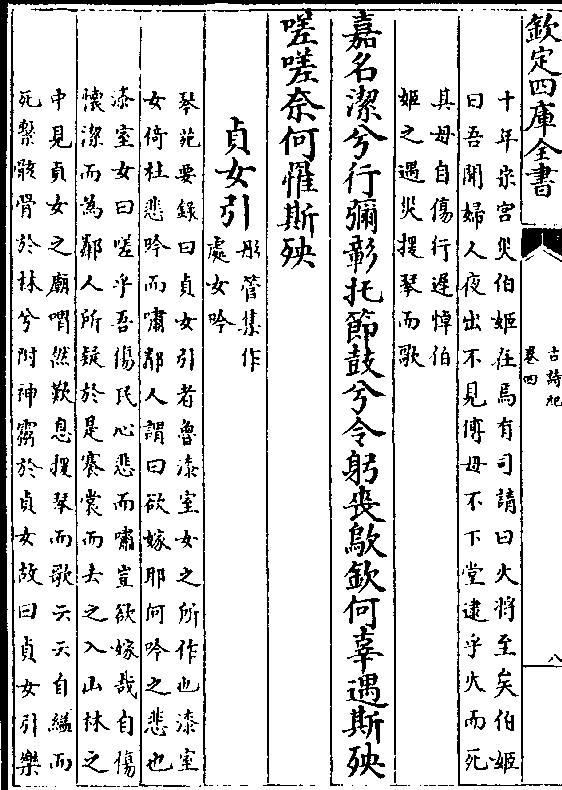 欽定四庫全書
古詩紀
卷四
八
十年宋宮災伯姬在焉有司請曰火將至矣伯姬
曰吾聞婦人夜出不見傅母不下堂逮乎火而死
其母自傷行遲悼伯
姬之遇災援琴而歌
嘉名潔兮行彌彰托節鼓兮令躬喪歍欽何辜遇斯殃
嗟嗟奈何罹斯殃
貞女引
彤管集作
處女吟
琴苑要錄曰貞女引者魯漆室女之所作也漆室
女倚柱悲吟而嘯鄰人謂曰欲嫁耶何吟之悲也
漆室女曰嗟乎吾傷民心悲而嘯豈欲嫁哉自傷
懷潔而為鄰人所疑於是褰裳而去之入山林之
中見貞女之廟喟然歎息援琴而歌云云自縊而
死繫骸骨於林兮附神靈於貞女故曰貞女引樂